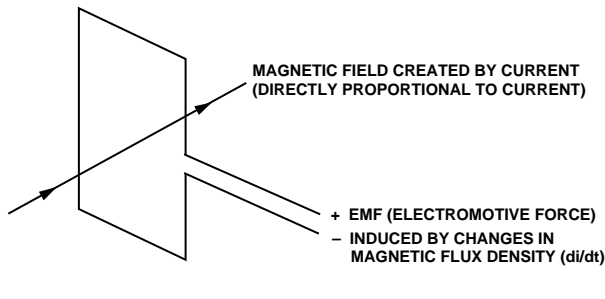 MAGNETIC FIELD CREATED BY CURRENT
(DIRECTLY PROPORTIONAL TO CURRENT)
+ EMF (ELECTROMOTIVE FORCE)
– INDUCED BY CHANGES IN
MAGNETIC FLUX DENSITY (di/dt)